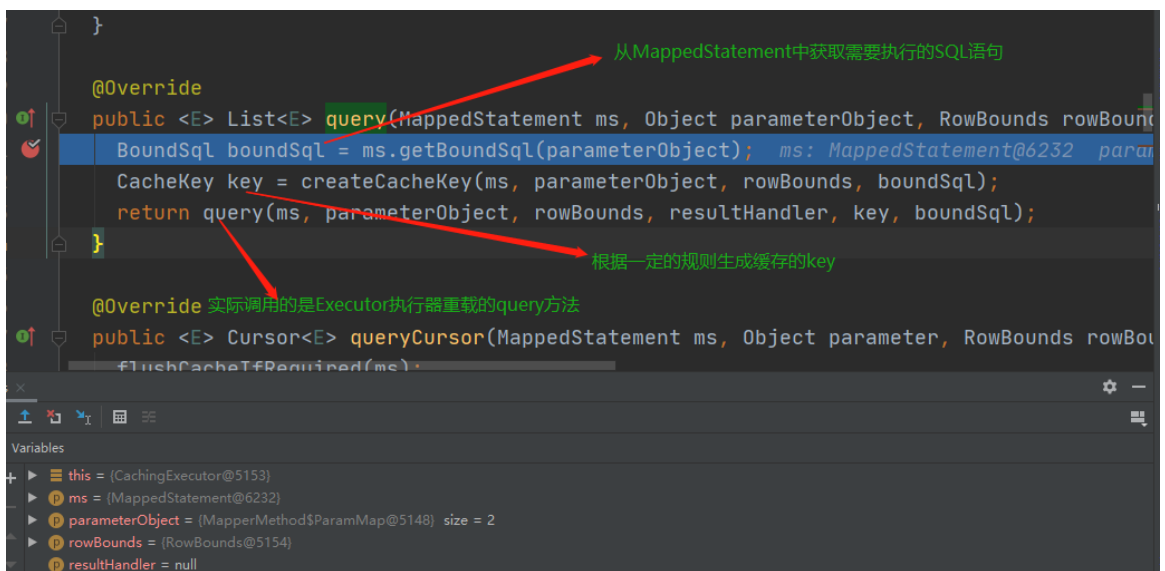 }
从MappedStatement中获取需要执行的SQL语句
@Override
public <E> List<E> query(MappedStatement ms, Object parameterObject, RowBounds rowBound
BoundSql boundSql = ms.getBoundSql(parameterObject); ms: MappedStatement@6232 param
CacheKey key = createCacheKey(ms, parameterObject, rowBounds, boundSql);
return query(ms, parameterObject, rowBounds, resultHandler, key, boundSql);
}
根据一定的规则生成缓存的key
@Override 实际调用的是Executor执行器重载的query方法
public <E> Cursor<E> queryCursor(MappedStatement ms, Object parameter, RowBounds rowBou
flushCacheIfRequired(ms);
Variables
this = {CachingExecutor@5153}
ms = {MappedStatement@6232}
parameterObject = {MapperMethod$ParamMap@5148} size = 2
rowBounds = {RowBounds@5154}
resultHandler = null